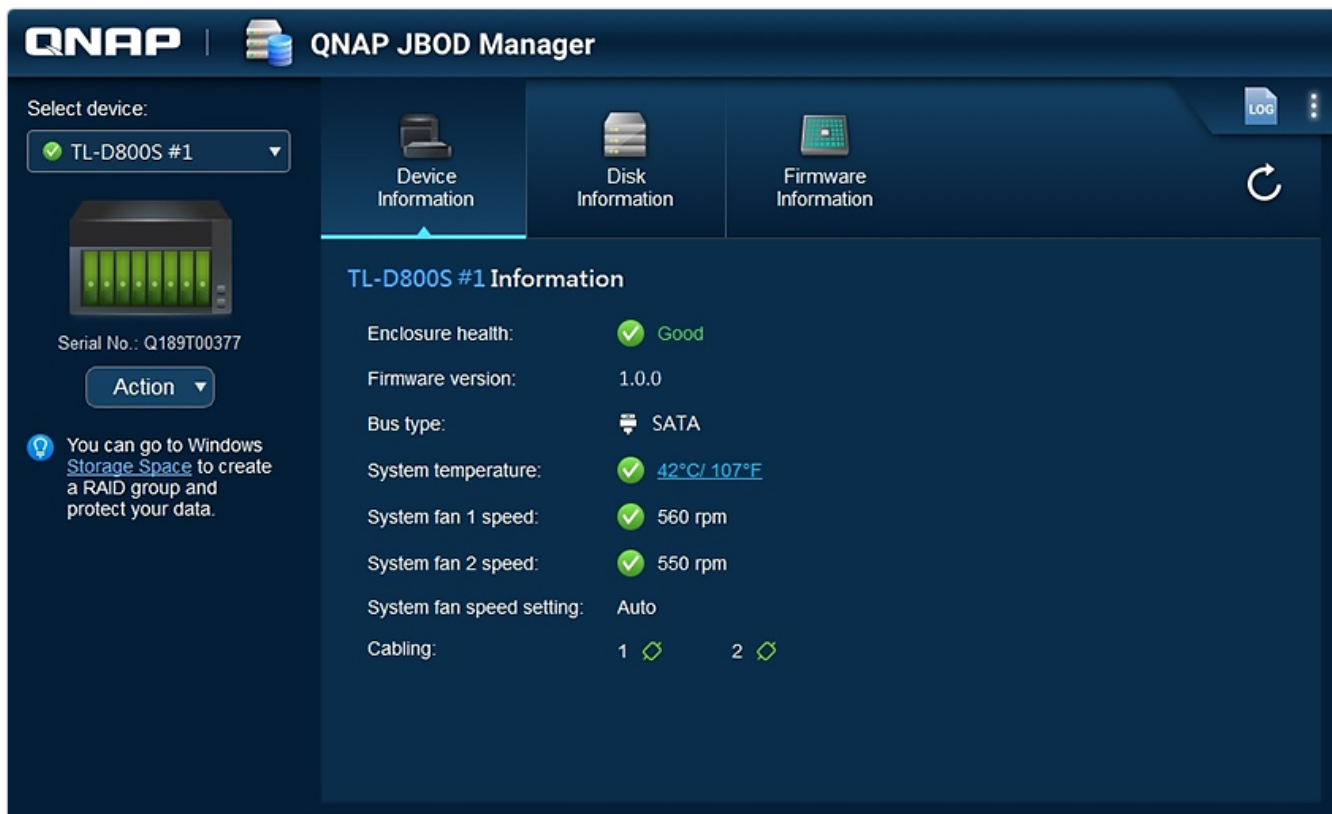 QNAP
QNAP JBOD Manager
LOG
Select device:
TL-D800S #1
Serial No.: Q189T00377
Action
You can go to Windows
Storage Space to create
a RAID group and
protect your data.
Device
Information
Disk
Information
Firmware
Information
TL-D800S #1 Information
Enclosure health: Good
Firmware version: 1.0.0
Bus type: SATA
System temperature: 42°C/ 107°F
System fan 1 speed: 560 rpm
System fan 2 speed: 550 rpm
System fan speed setting: Auto
Cabling: 1 2